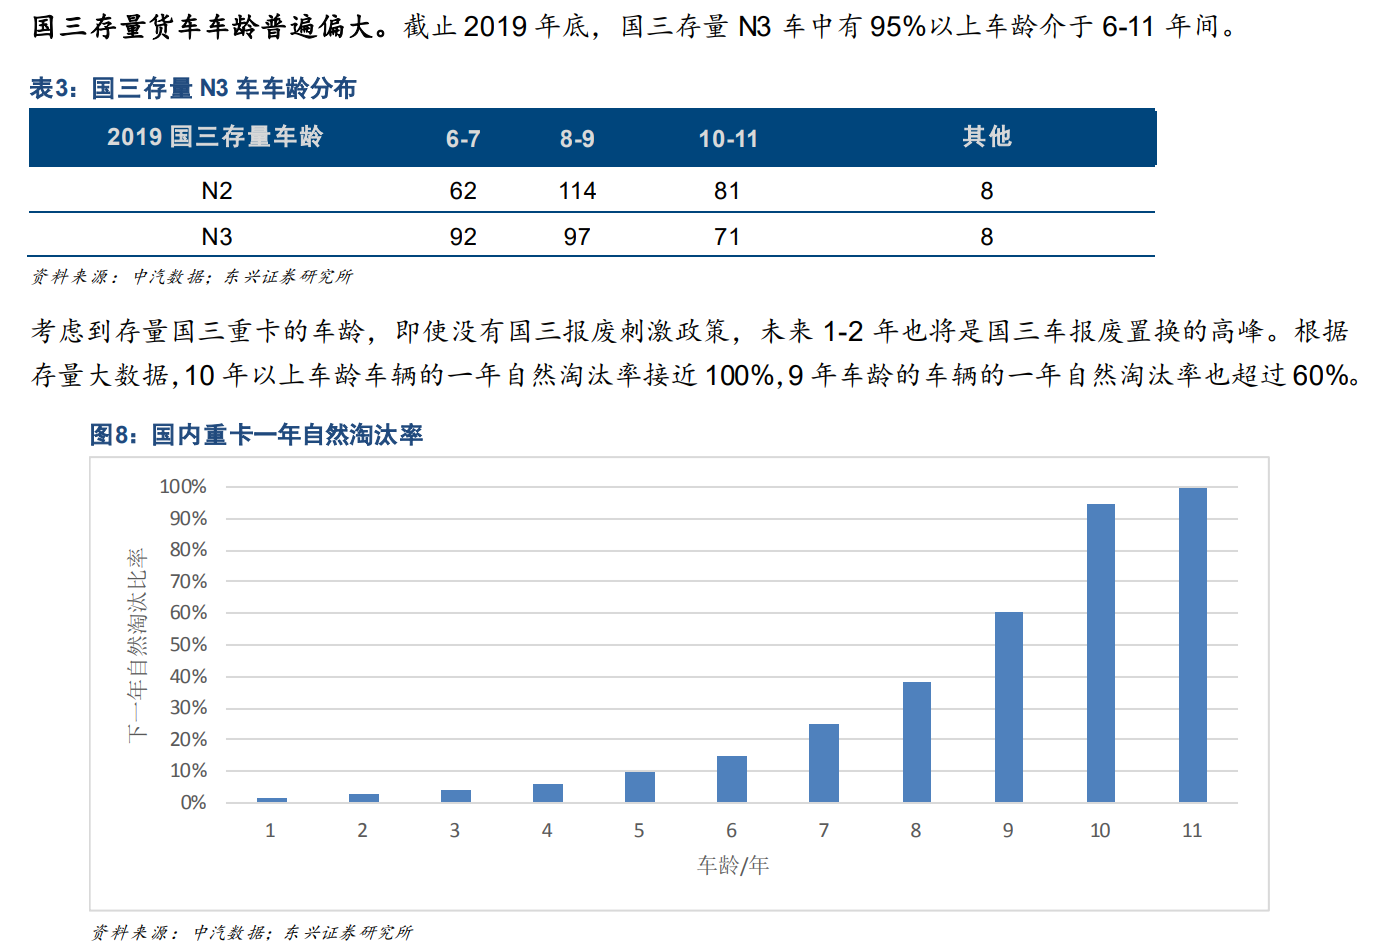 国三存量货车车龄普遍偏大。截止 2019 年底，国三存量 N3 车中有 95%以上车龄介于 6-11 年间。
表3：国三存量 N3 车车龄分布
2019 国三存量车龄 6-7 8-9 10-11 其他
N2 62 114 81 8
N3 92 97 71 8
资料来源：中汽数据；东兴证券研究所
考虑到存量国三重卡的车龄，即使没有国三报废刺激政策，未来 1-2 年也将是国三车报废置换的高峰。根据
存量大数据，10 年以上车龄车辆的一年自然淘汰率接近 100%，9 年车龄的车辆的一年自然淘汰率也超过 60%。
图8：国内重卡一年自然淘汰率
下一年自然淘汰比率
100%
90%
80%
70%
60%
50%
40%
30%
20%
10%
0%
1 2 3 4 5 6 7 8 9 10 11
车龄/年
资料来源：中汽数据；东兴证券研究所